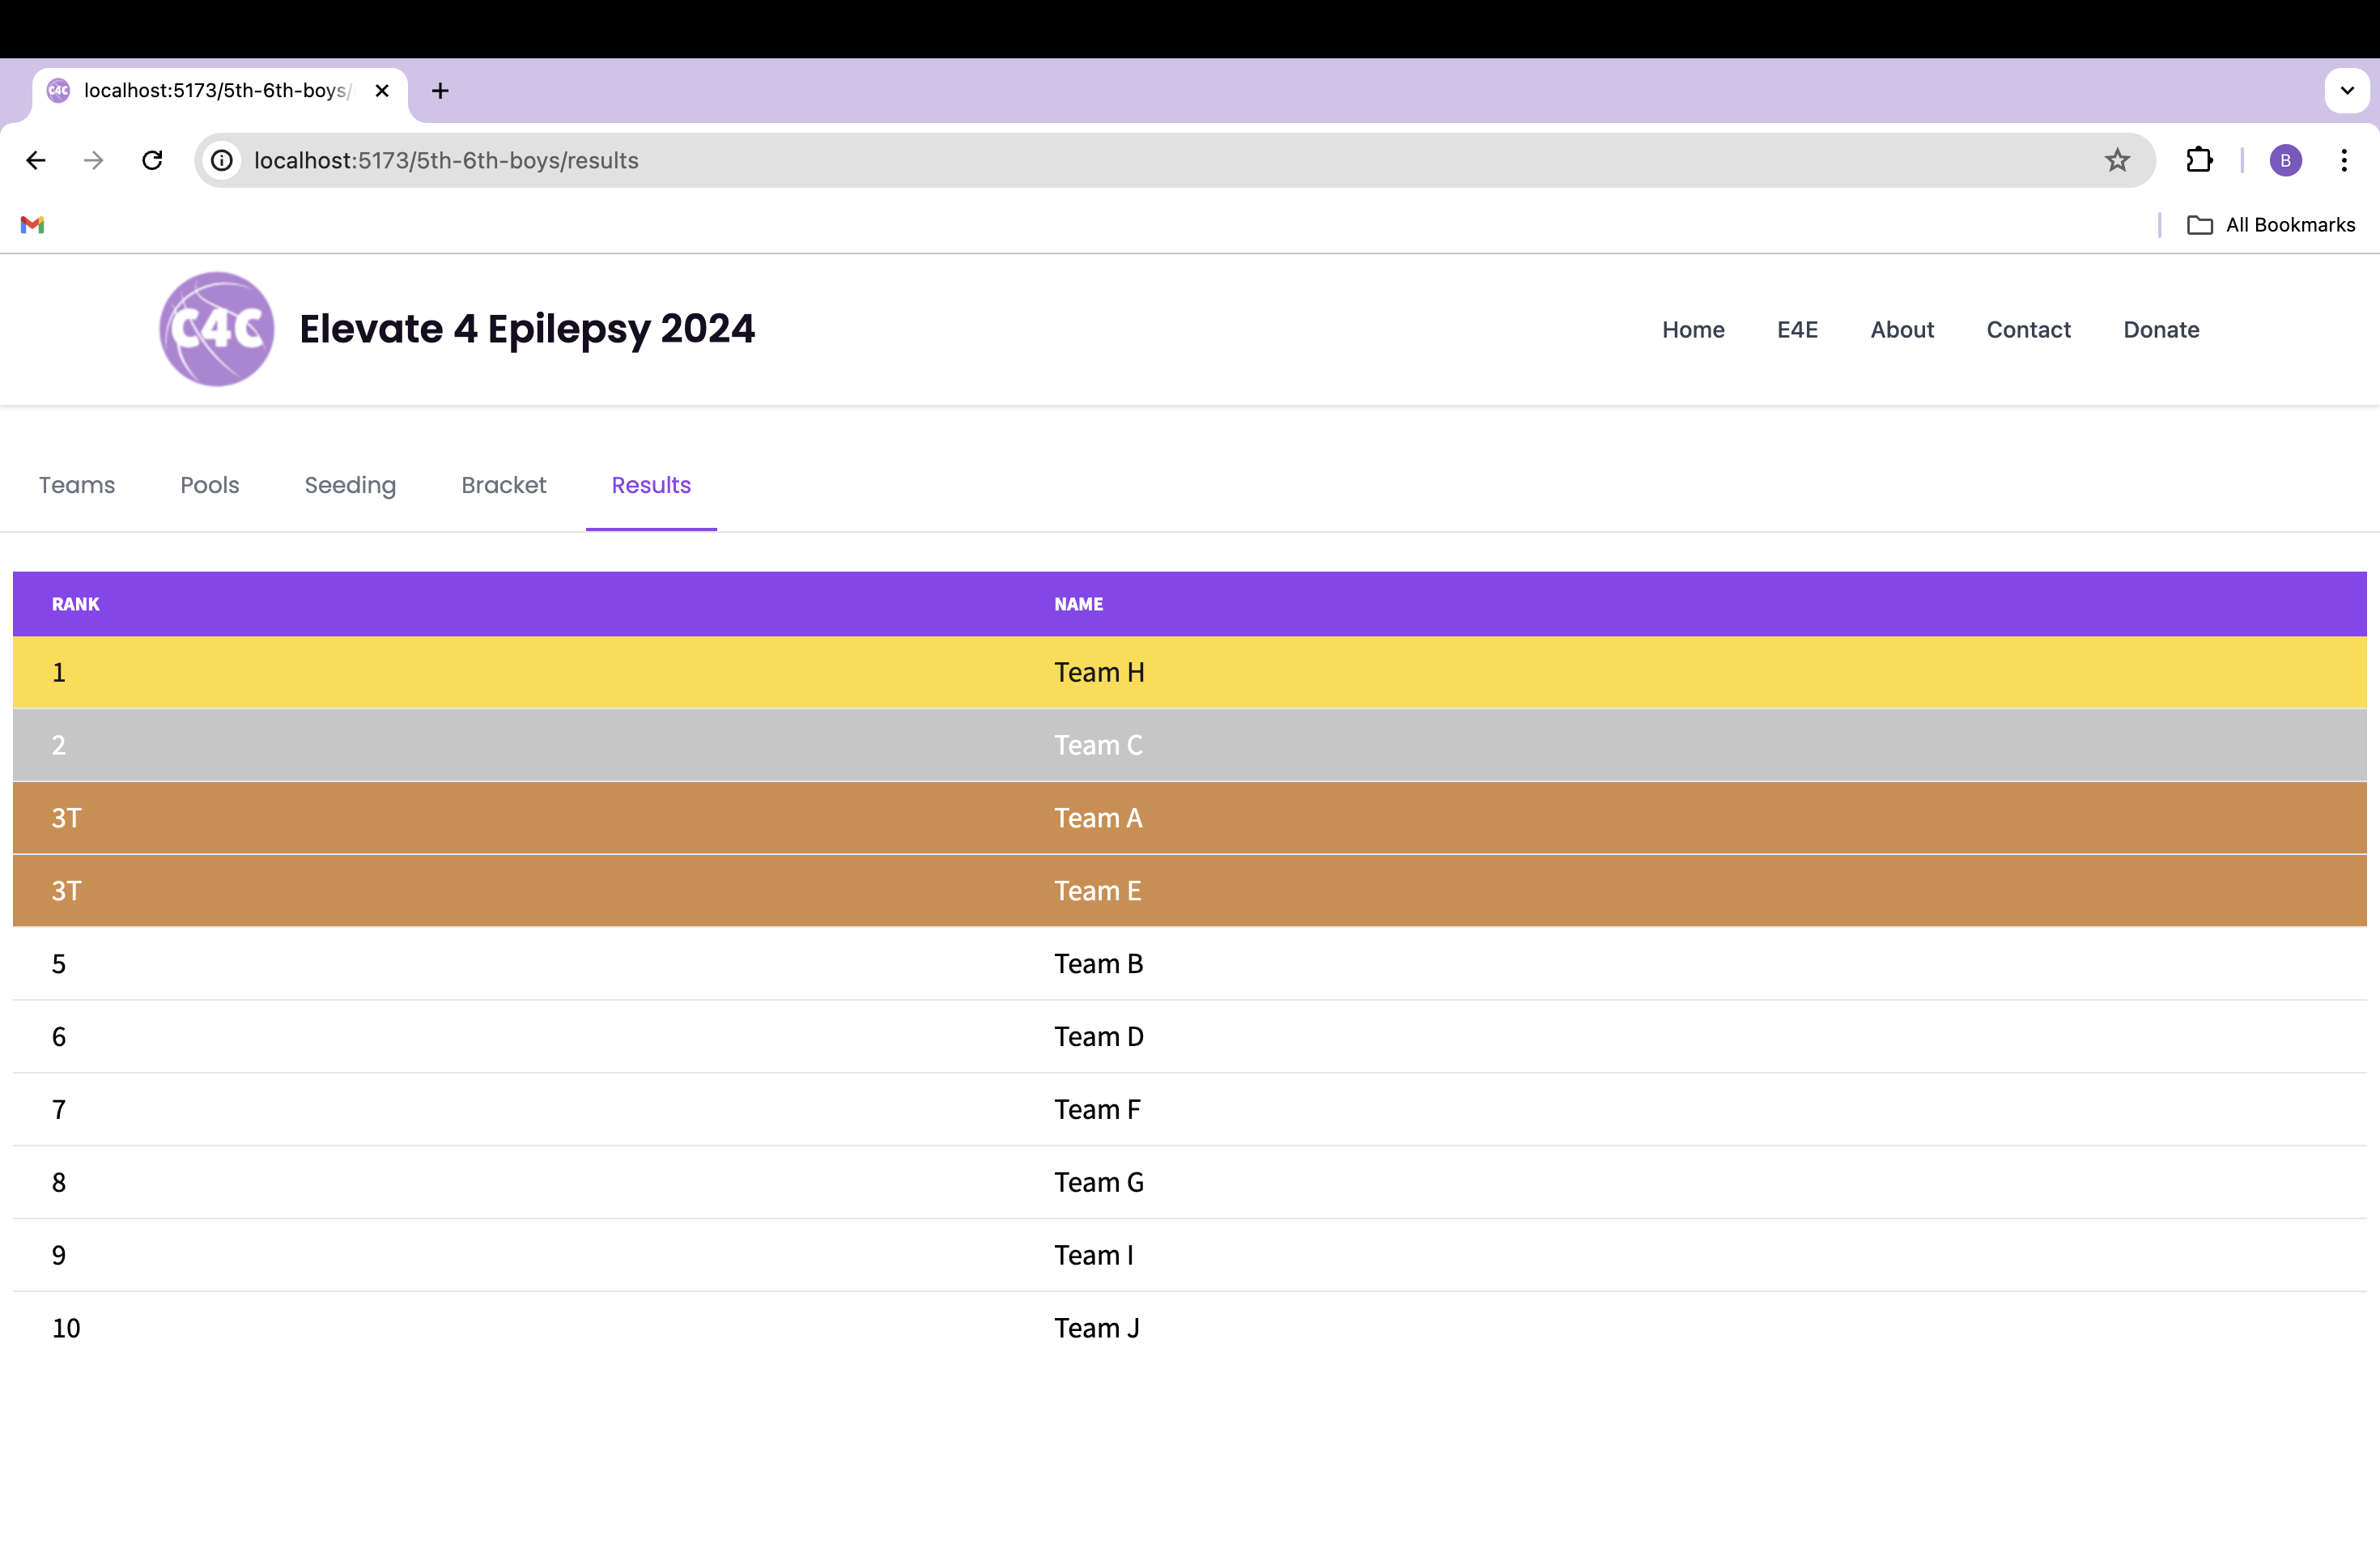 C4C localhost:5173/5th-6th-boys/
localhost:5173/5th-6th-boys/results B
All Bookmarks
C4C Elevate 4 Epilepsy 2024 Home E4E About Contact Donate
Teams Pools Seeding Bracket Results
RANK NAME
1 Team H
2 Team C
3T Team A
3T Team E
5 Team B
6 Team D
7 Team F
8 Team G
9 Team I
10 Team J